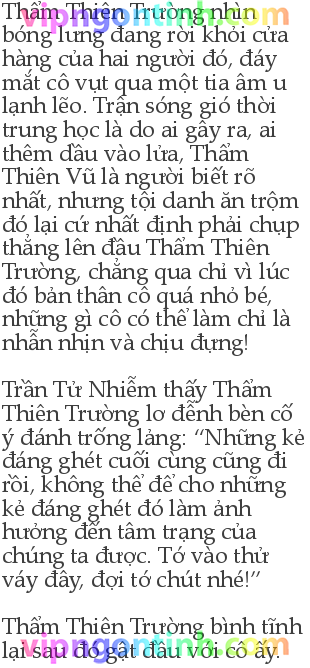 Thẩm Thiên Trường nhìn
bóng lưng đang rời khỏi cửa
hàng của hai người đó, đáy
mắt cô vụt qua một tia âm u
lạnh lẽo. Trận sóng gió thời
trung học là do ai gây ra, ai
thêm dầu vào lửa, Thẩm
Thiên Vũ là người biết rõ
nhất, nhưng tội danh ăn trộm
đó lại cứ nhất định phải chụp
thẳng lên đầu Thẩm Thiên
Trường, chẳng qua chỉ vì lúc
đó bản thân cô quá nhỏ bé,
những gì cô có thể làm chỉ là
nhẫn nhịn và chịu đựng!
Trần Tử Nhiễm thấy Thẩm
Thiên Trường lơ đễnh bèn cố
ý đánh trống lảng: “Những kẻ
đáng ghét cuối cùng cũng đi
rồi, không thể để cho những
kẻ đáng ghét đó làm ảnh
hưởng đến tâm trạng của
chúng ta được. Tớ vào thử
váy đây, đợi tớ chút nhé!”
Thẩm Thiên Trường bình tĩnh
lại sau đó gật đầu với cô ấy.
vipngontinh.com
vipngontinh.com